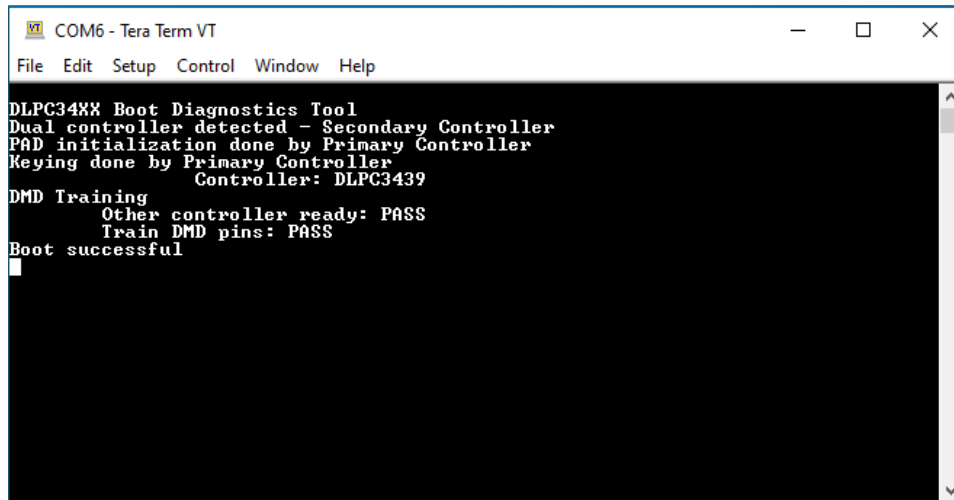 COM6 - Tera Term VT
File Edit Setup Control Window Help
DLPC34XX Boot Diagnostics Tool
Dual controller detected - Secondary Controller
PAD initialization done by Primary Controller
Keying done by Primary Controller
Controller: DLPC3439
DMD Training
Other controller ready: PASS
Train DMD pins: PASS
Boot successful